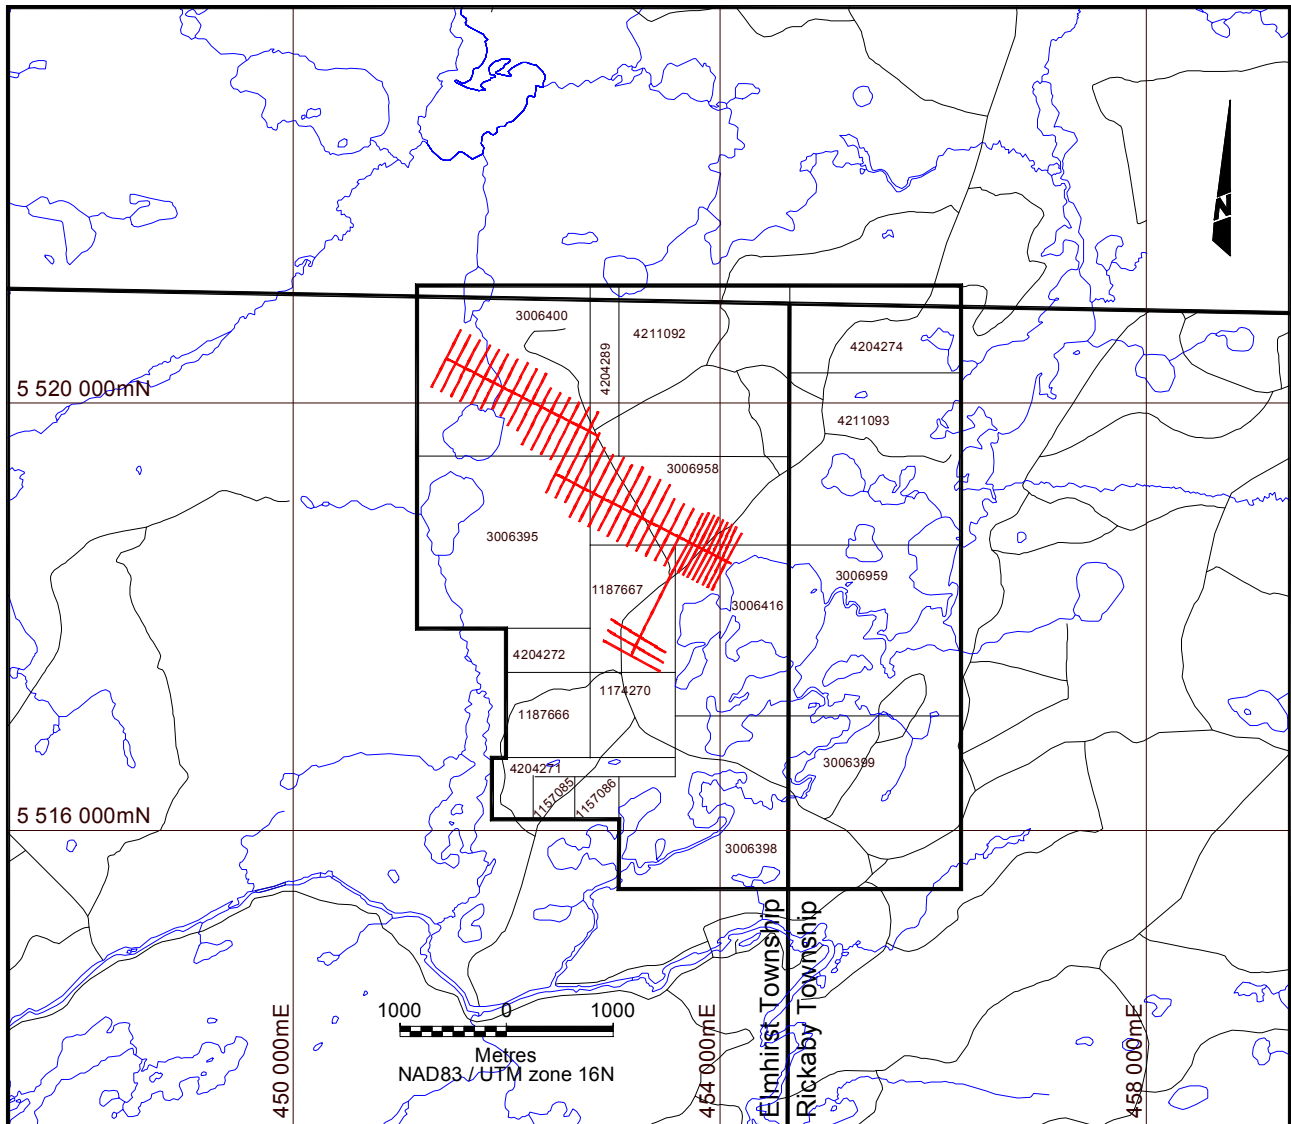 N
3006400
4211092
4204274
4204289
5 520 000mN
4211093
3006958
3006395
3006959
1187667
3006416
4204272
1174270
1187666
3006399
4204271
1157085
1157086
5 516 000mN
3006398
Elmhirst Township
Rickaby Township
1000 0 1000
Metres
NAD83 / UTM zone 16N
450 000mE
454 000mE
458 000mE